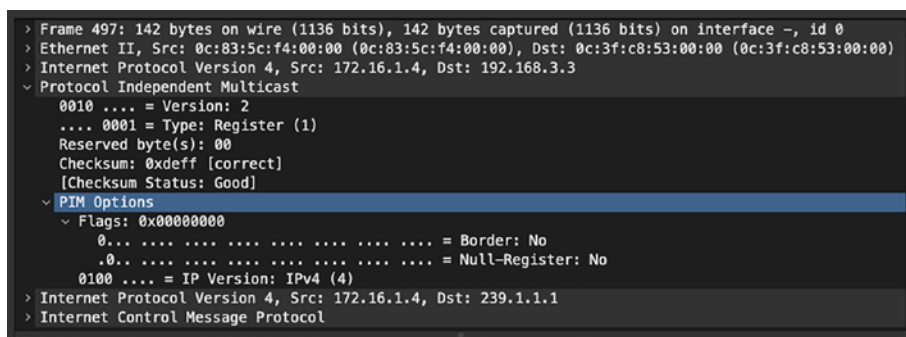 > Frame 497: 142 bytes on wire (1136 bits), 142 bytes captured (1136 bits) on interface -, id 0
> Ethernet II, Src: 0c:83:5c:f4:00:00 (0c:83:5c:f4:00:00), Dst: 0c:3f:c8:53:00:00 (0c:3f:c8:53:00:00)
> Internet Protocol Version 4, Src: 172.16.1.4, Dst: 192.168.3.3
Protocol Independent Multicast
0010 .... = Version: 2
.... 0001 = Type: Register (1)
Reserved byte(s): 00
Checksum: 0xdeff [correct]
[Checksum Status: Good]
PIM Options
Flags: 0x00000000
0... .... .... .... .... .... .... .... = Border: No
.0.. .... .... .... .... .... .... .... = Null-Register: No
0100 .... = IP Version: IPv4 (4)
> Internet Protocol Version 4, Src: 172.16.1.4, Dst: 239.1.1.1
> Internet Control Message Protocol